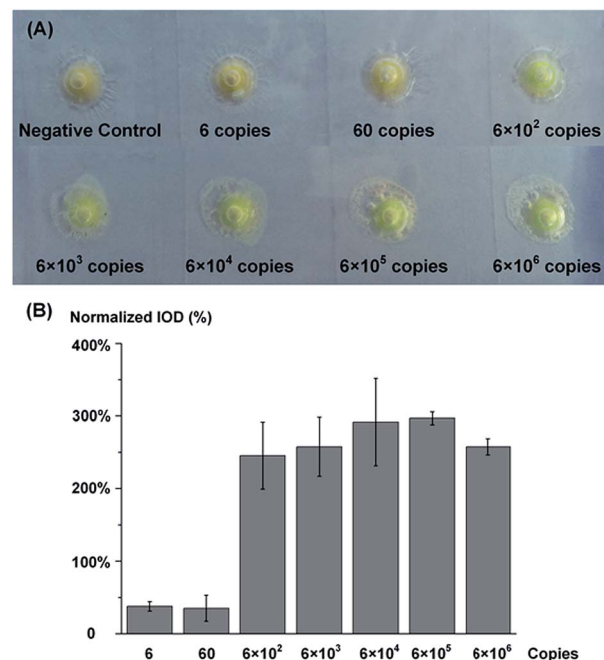 (A)
Negative Control 6 copies 60 copies 6×10² copies
6×10³ copies 6×10⁴ copies 6×10⁵ copies 6×10⁶ copies
(B) Normalized IOD (%)
400%
300%
200%
100%
0
6 60 6×10² 6×10³ 6×10⁴ 6×10⁵ 6×10⁶ Copies